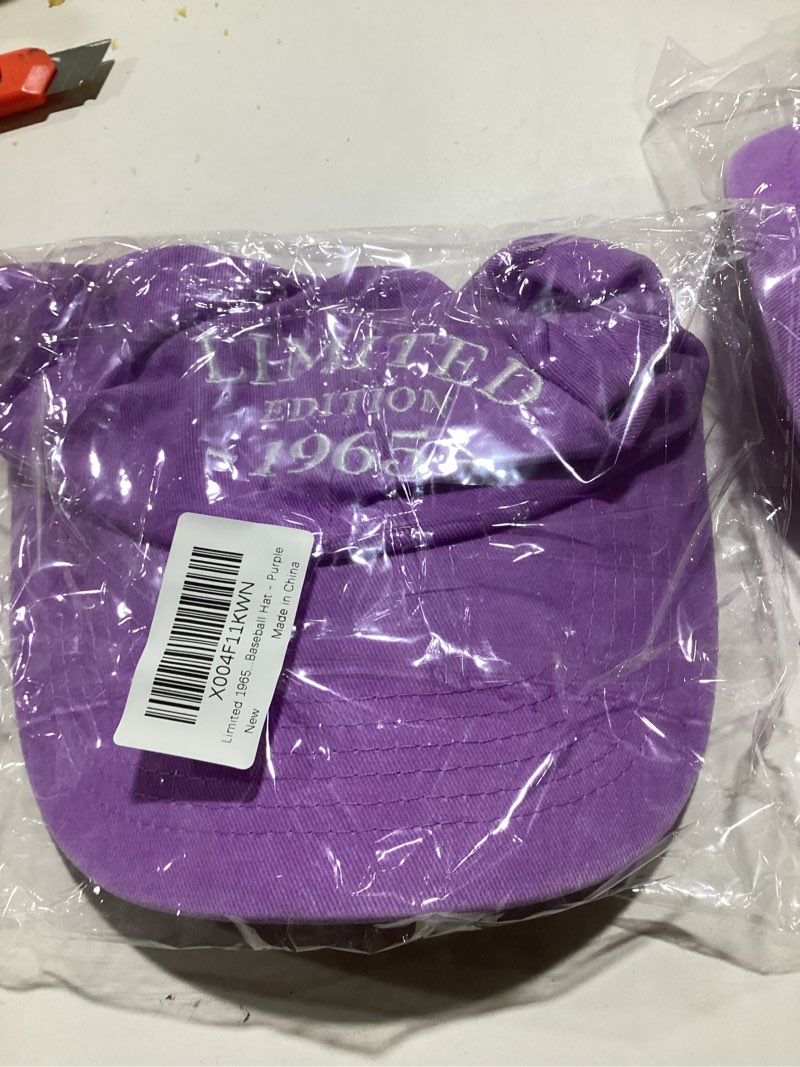 LIMITED
EDITION
1965
X004F11KWN
Limited 1965...Baseball Hat - Purple
New
Made in China